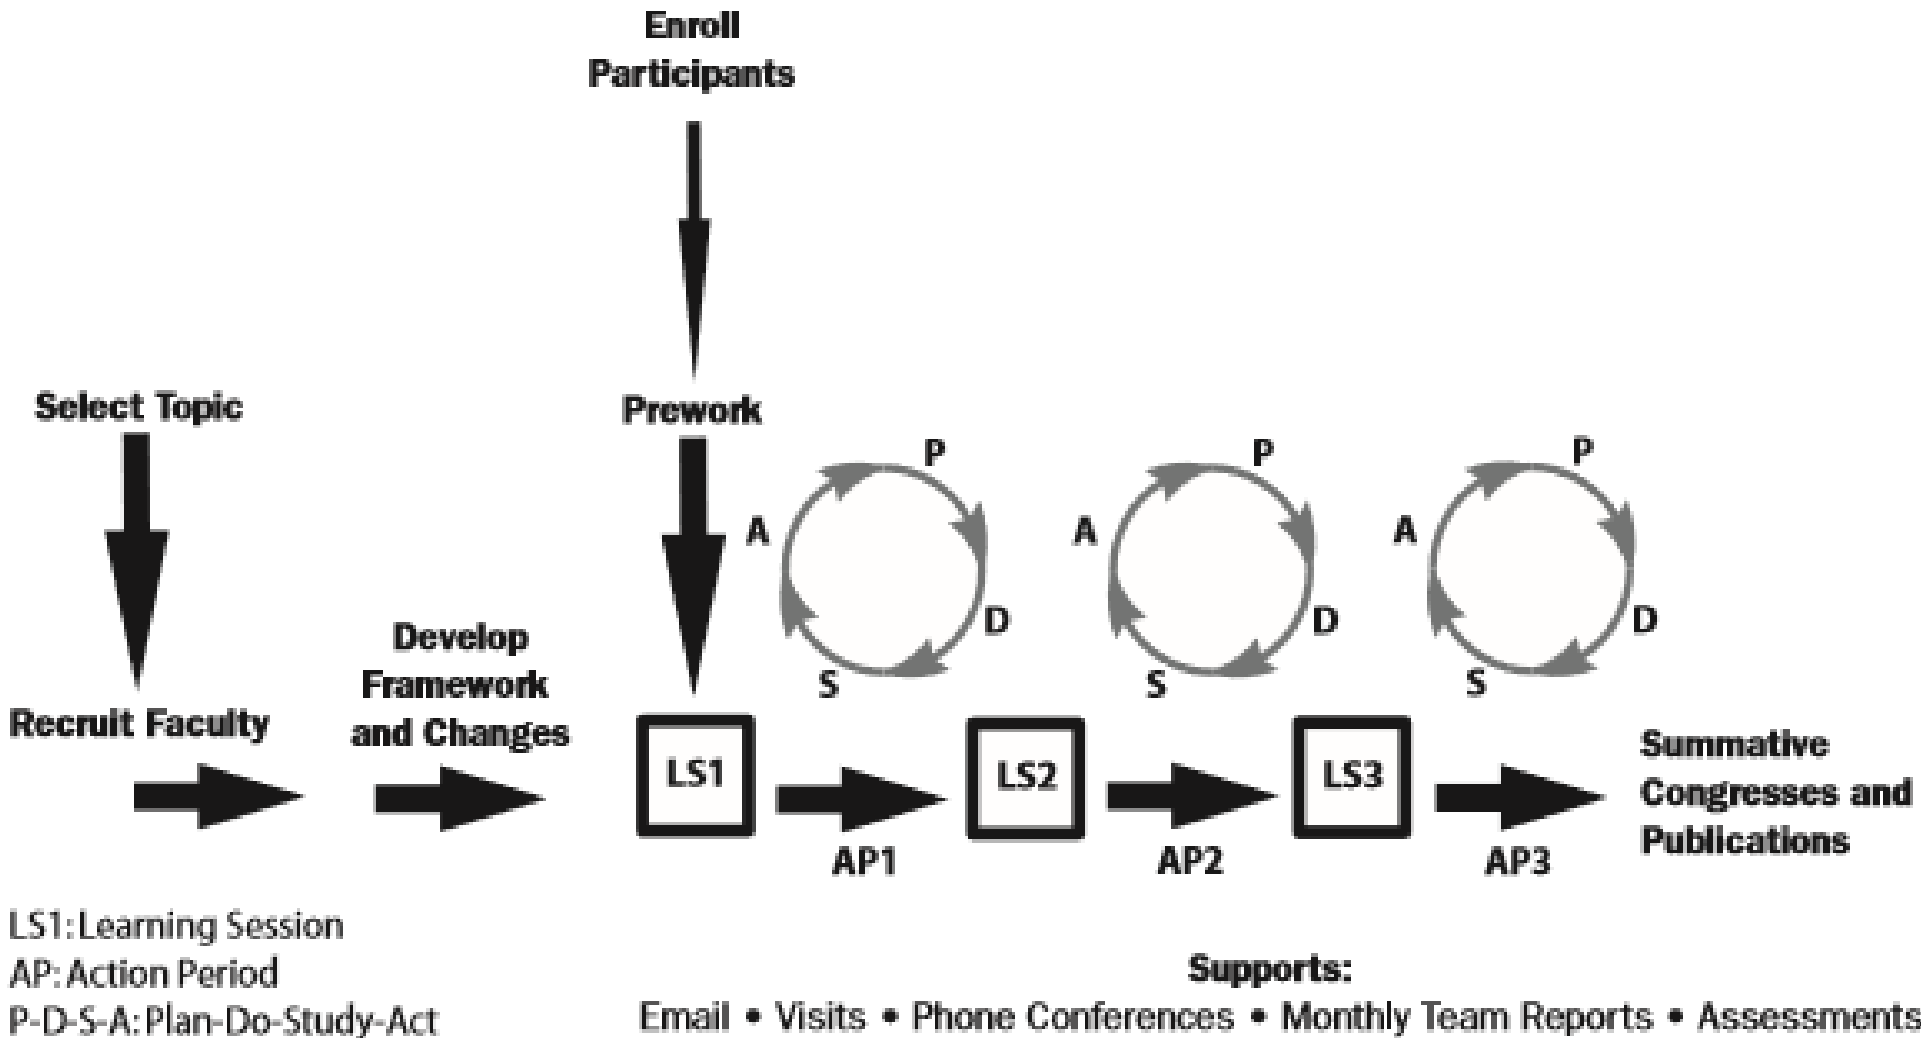 Enroll
Participants
Select Topic
Prework
P
A
D
S
P
A
D
S
P
A
D
S
Recruit Faculty
Develop
Framework
and Changes
LS1
AP1
LS2
AP2
LS3
AP3
Summative
Congresses and
Publications
LS1: Learning Session
AP: Action Period
P-D-S-A: Plan-Do-Study-Act
Supports:
Email • Visits • Phone Conferences • Monthly Team Reports • Assessments